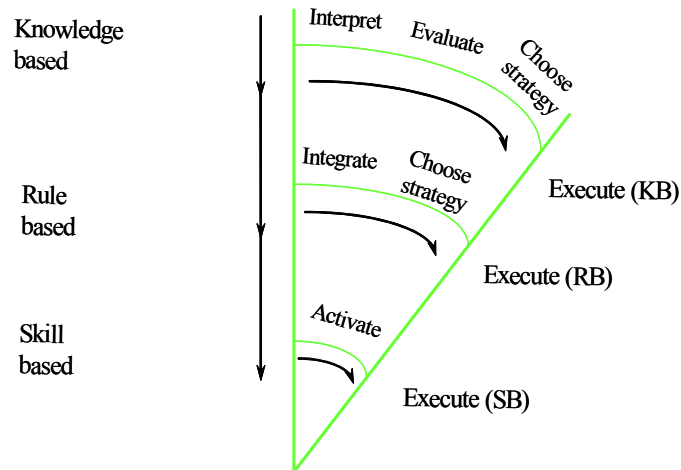 Knowledge
based
Interpret
Evaluate
Choose
strategy
Rule
based
Integrate
Choose
strategy
Execute (KB)
Execute (RB)
Skill
based
Activate
Execute (SB)